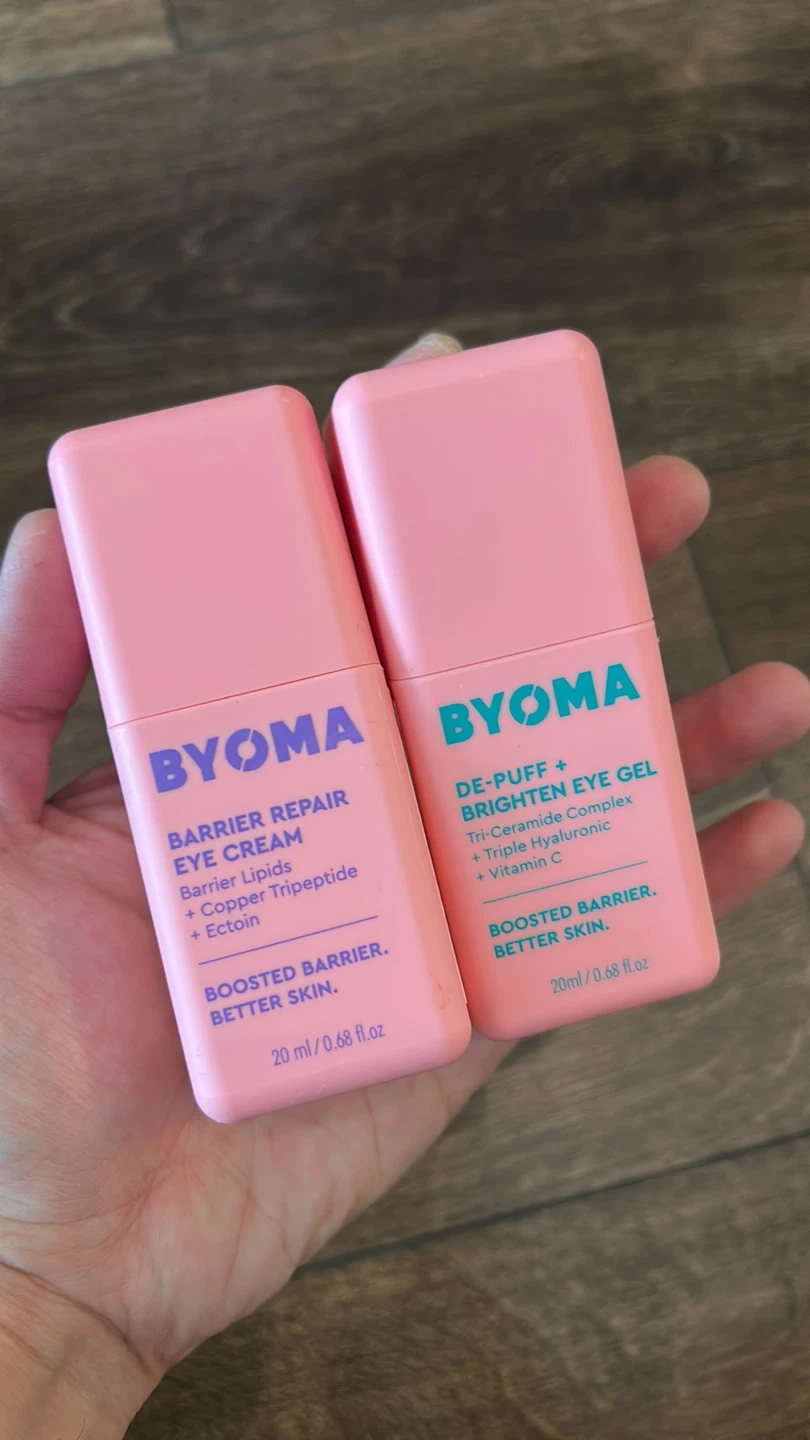 BYOMA
BARRIER REPAIR
EYE CREAM
Barrier Lipids
+ Copper Tripeptide
+ Ectoin
BOOSTED BARRIER.
BETTER SKIN.
20 ml / 0.68 fl.oz
BYOMA
DE-PUFF +
BRIGHTEN EYE GEL
Tri-Ceramide Complex
+ Triple Hyaluronic
+ Vitamin C
BOOSTED BARRIER.
BETTER SKIN.
20ml / 0.68 fl.oz